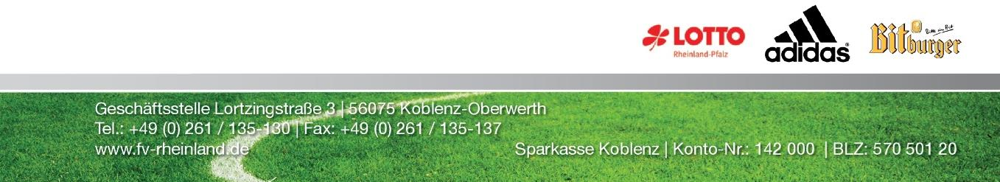 LOTTO
Rheinland-Pfalz
adidas®
Bitte ein Bit
Bitburger
Geschäftsstelle Lortzingstraße 3 | 56075 Koblenz-Oberwerth
Tel.: +49 (0) 261 / 135-130 | Fax: +49 (0) 261 / 135-137
www.fv-rheinland.de
Sparkasse Koblenz | Konto-Nr.: 142 000 | BLZ: 570 501 20